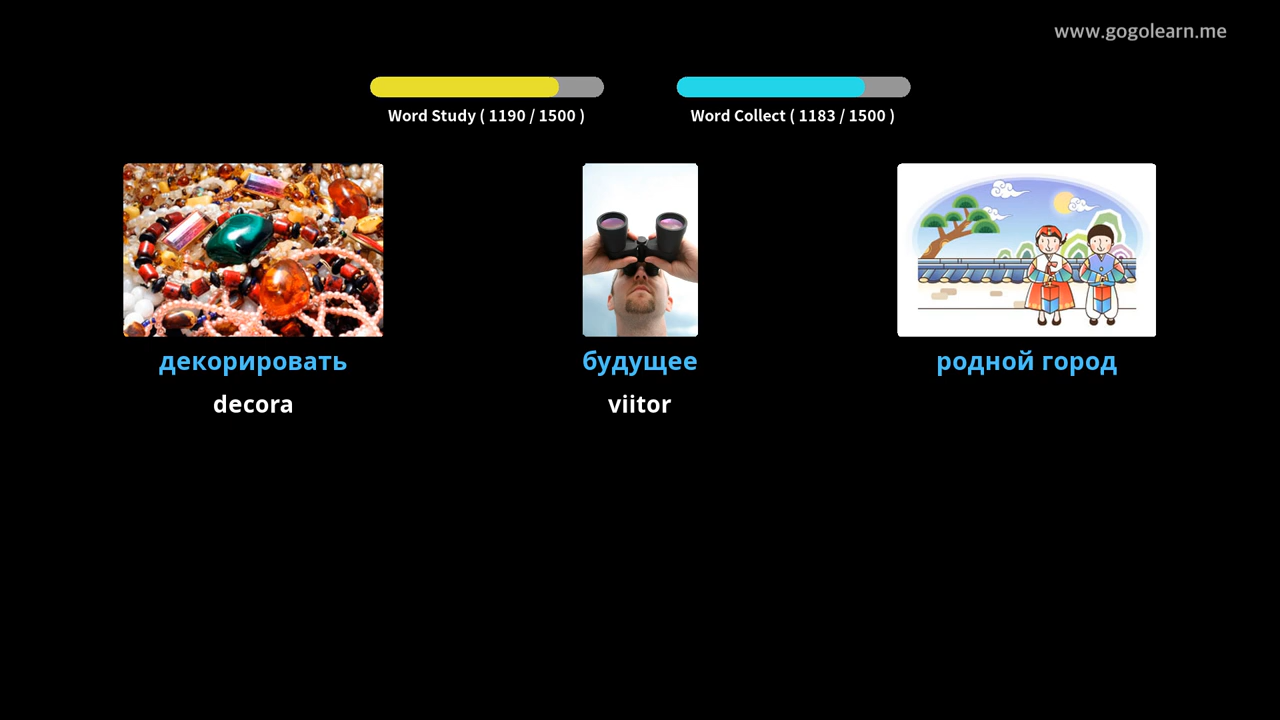 www.gogolearn.me
Word Study ( 1190 / 1500 )
Word Collect ( 1183 / 1500 )
декорировать
будущее
родной город
decora
viitor